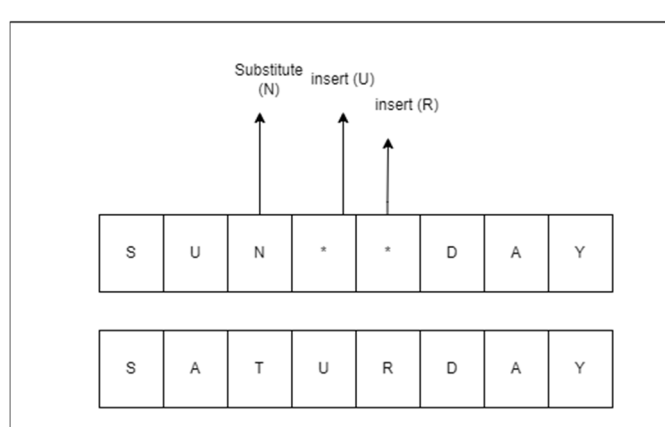 Substitute
(N)
insert (U)
insert (R)
S U N * * D A Y
S A T U R D A Y